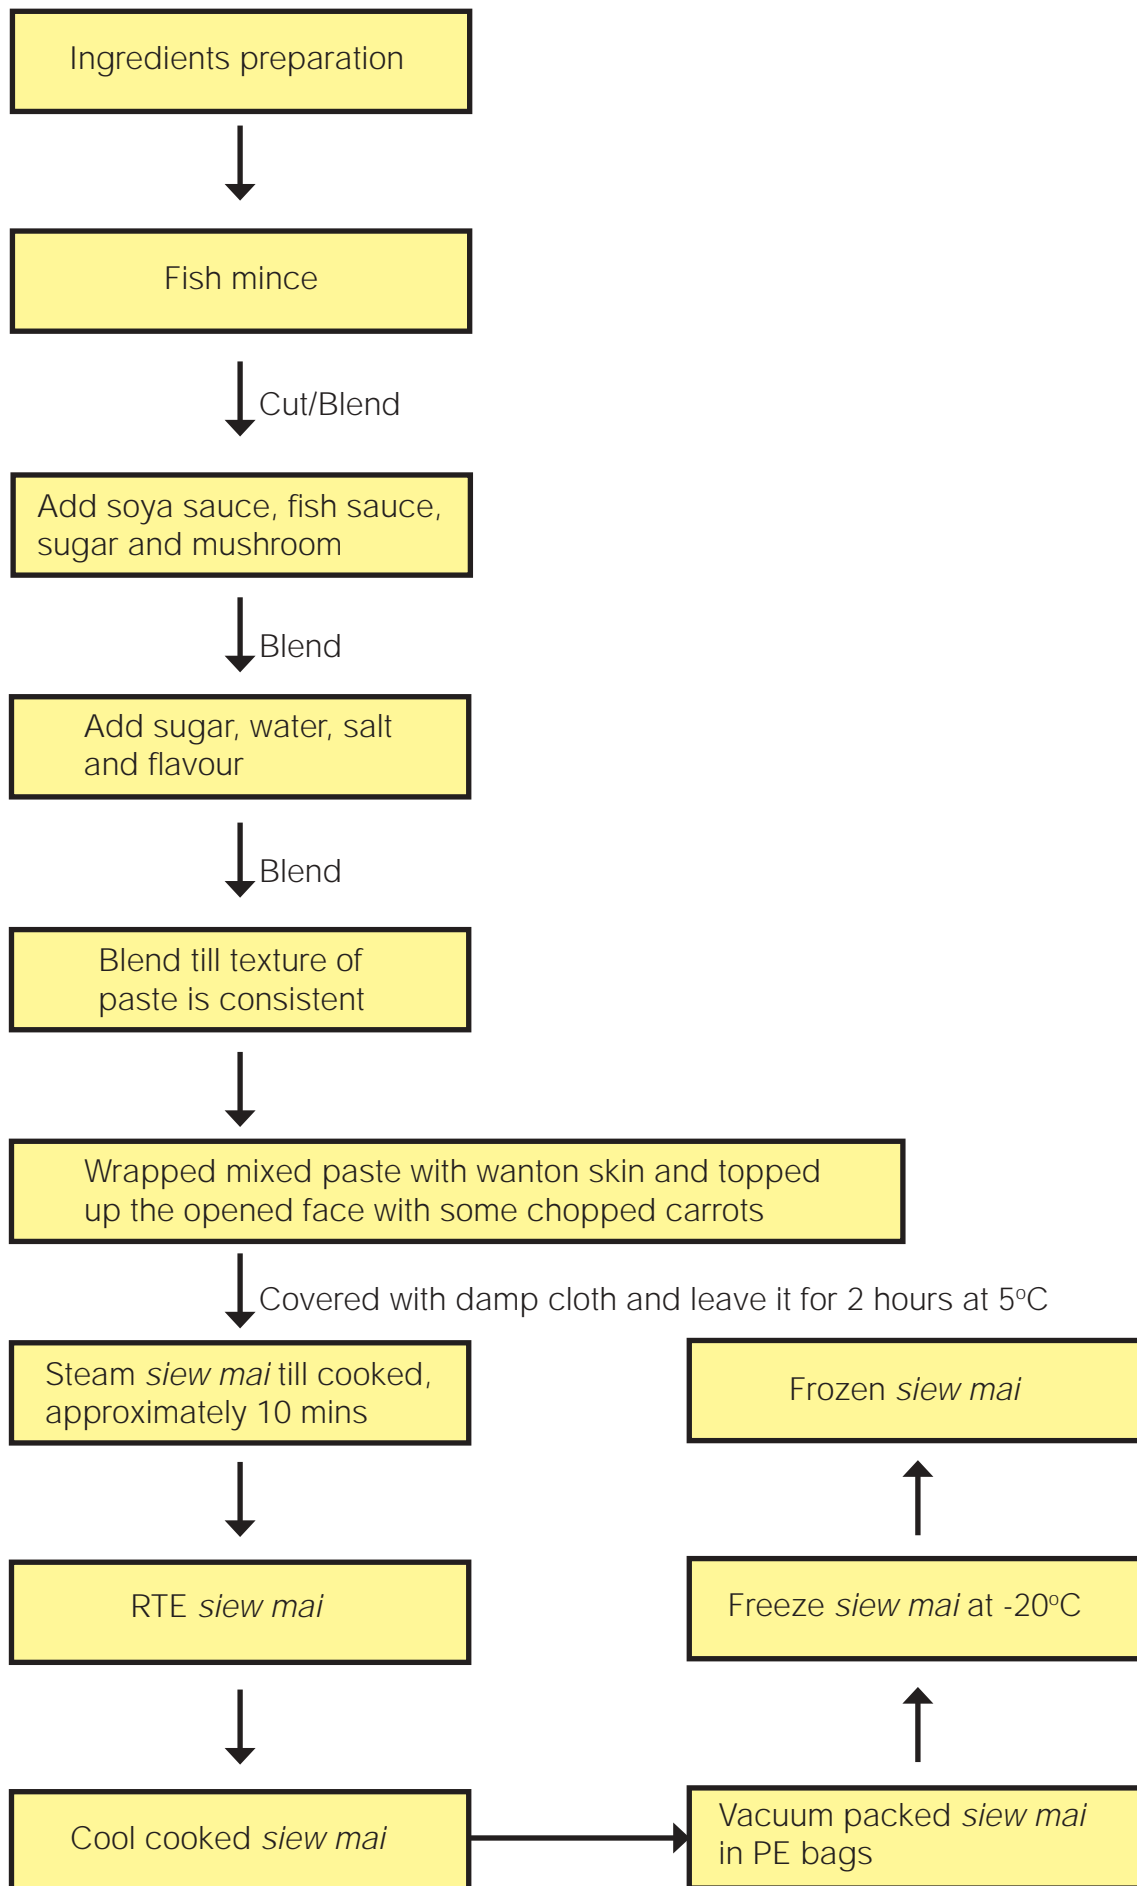 Ingredients preparation
Fish mince
Cut/Blend
Add soya sauce, fish sauce,
sugar and mushroom
Blend
Add sugar, water, salt
and flavour
Blend
Blend till texture of
paste is consistent
Wrapped mixed paste with wanton skin and topped
up the opened face with some chopped carrots
Covered with damp cloth and leave it for 2 hours at 5°C
Steam siew mai till cooked,
approximately 10 mins
RTE siew mai
Cool cooked siew mai
Vacuum packed siew mai
in PE bags
Freeze siew mai at -20°C
Frozen siew mai